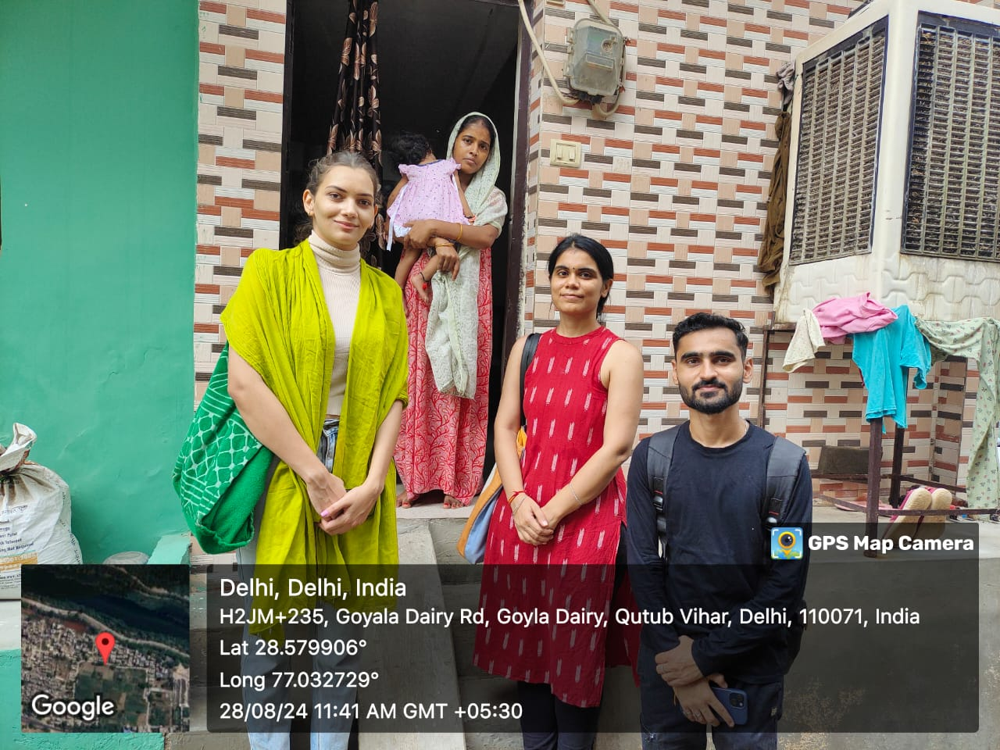 GPS Map Camera
Delhi, Delhi, India
H2JM+235, Goyala Dairy Rd, Goyla Dairy, Qutub Vihar, Delhi, 110071, India
Lat 28.579906°
Long 77.032729°
28/08/24 11:41 AM GMT +05:30
Google